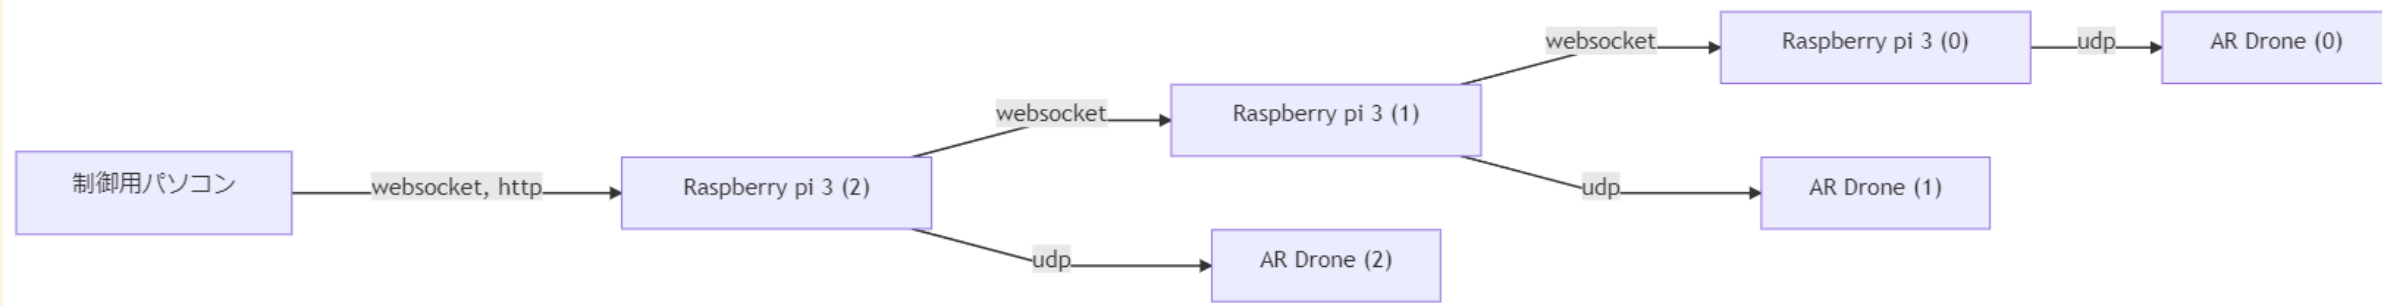 制御用パソコン
websocket, http
Raspberry pi 3 (2)
websocket
Raspberry pi 3 (1)
websocket
Raspberry pi 3 (0)
udp
AR Drone (0)
udp
AR Drone (1)
udp
AR Drone (2)